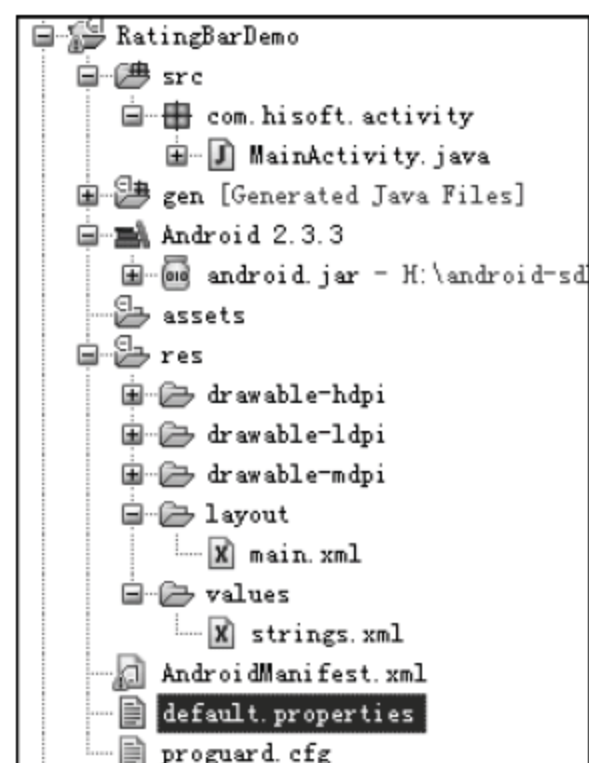 RatingBarDemo
src
com.hisoft.activity
MainActivity.java
gen [Generated Java Files]
Android 2.3.3
android.jar - H:\android-sd
assets
res
drawable-hdpi
drawable-ldpi
drawable-mdpi
layout
main.xml
values
strings.xml
AndroidManifest.xml
default.properties
proguard.cfg